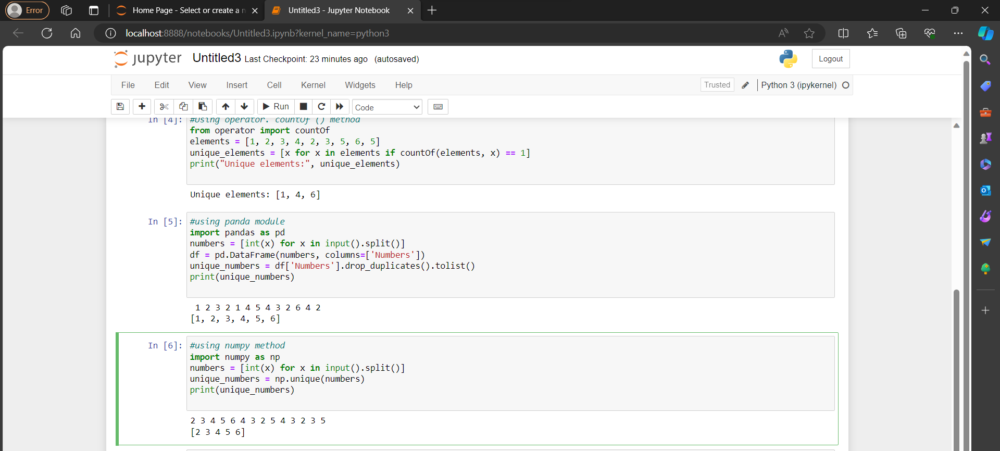 Error
Home Page - Select or create a n
Untitled3 - Jupyter Notebook
localhost:8888/notebooks/Untitled3.ipynb?kernel_name=python3
jupyter Untitled3 Last Checkpoint: 23 minutes ago (autosaved)
Logout
File Edit View Insert Cell Kernel Widgets Help
Trusted
Python 3 (ipykernel)
Run
Code
In [4]: #Using operator. countOf () method
from operator import countOf
elements = [1, 2, 3, 4, 2, 3, 5, 6, 5]
unique_elements = [x for x in elements if countOf(elements, x) == 1]
print("Unique elements:", unique_elements)
Unique elements: [1, 4, 6]
In [5]: #using panda module
import pandas as pd
numbers = [int(x) for x in input().split()]
df = pd.DataFrame(numbers, columns=['Numbers'])
unique_numbers = df['Numbers'].drop_duplicates().tolist()
print(unique_numbers)
1 2 3 2 1 4 5 4 3 2 6 4 2
[1, 2, 3, 4, 5, 6]
In [6]: #using numpy method
import numpy as np
numbers = [int(x) for x in input().split()]
unique_numbers = np.unique(numbers)
print(unique_numbers)
2 3 4 5 6 4 3 2 5 4 3 2 3 5
[2 3 4 5 6]